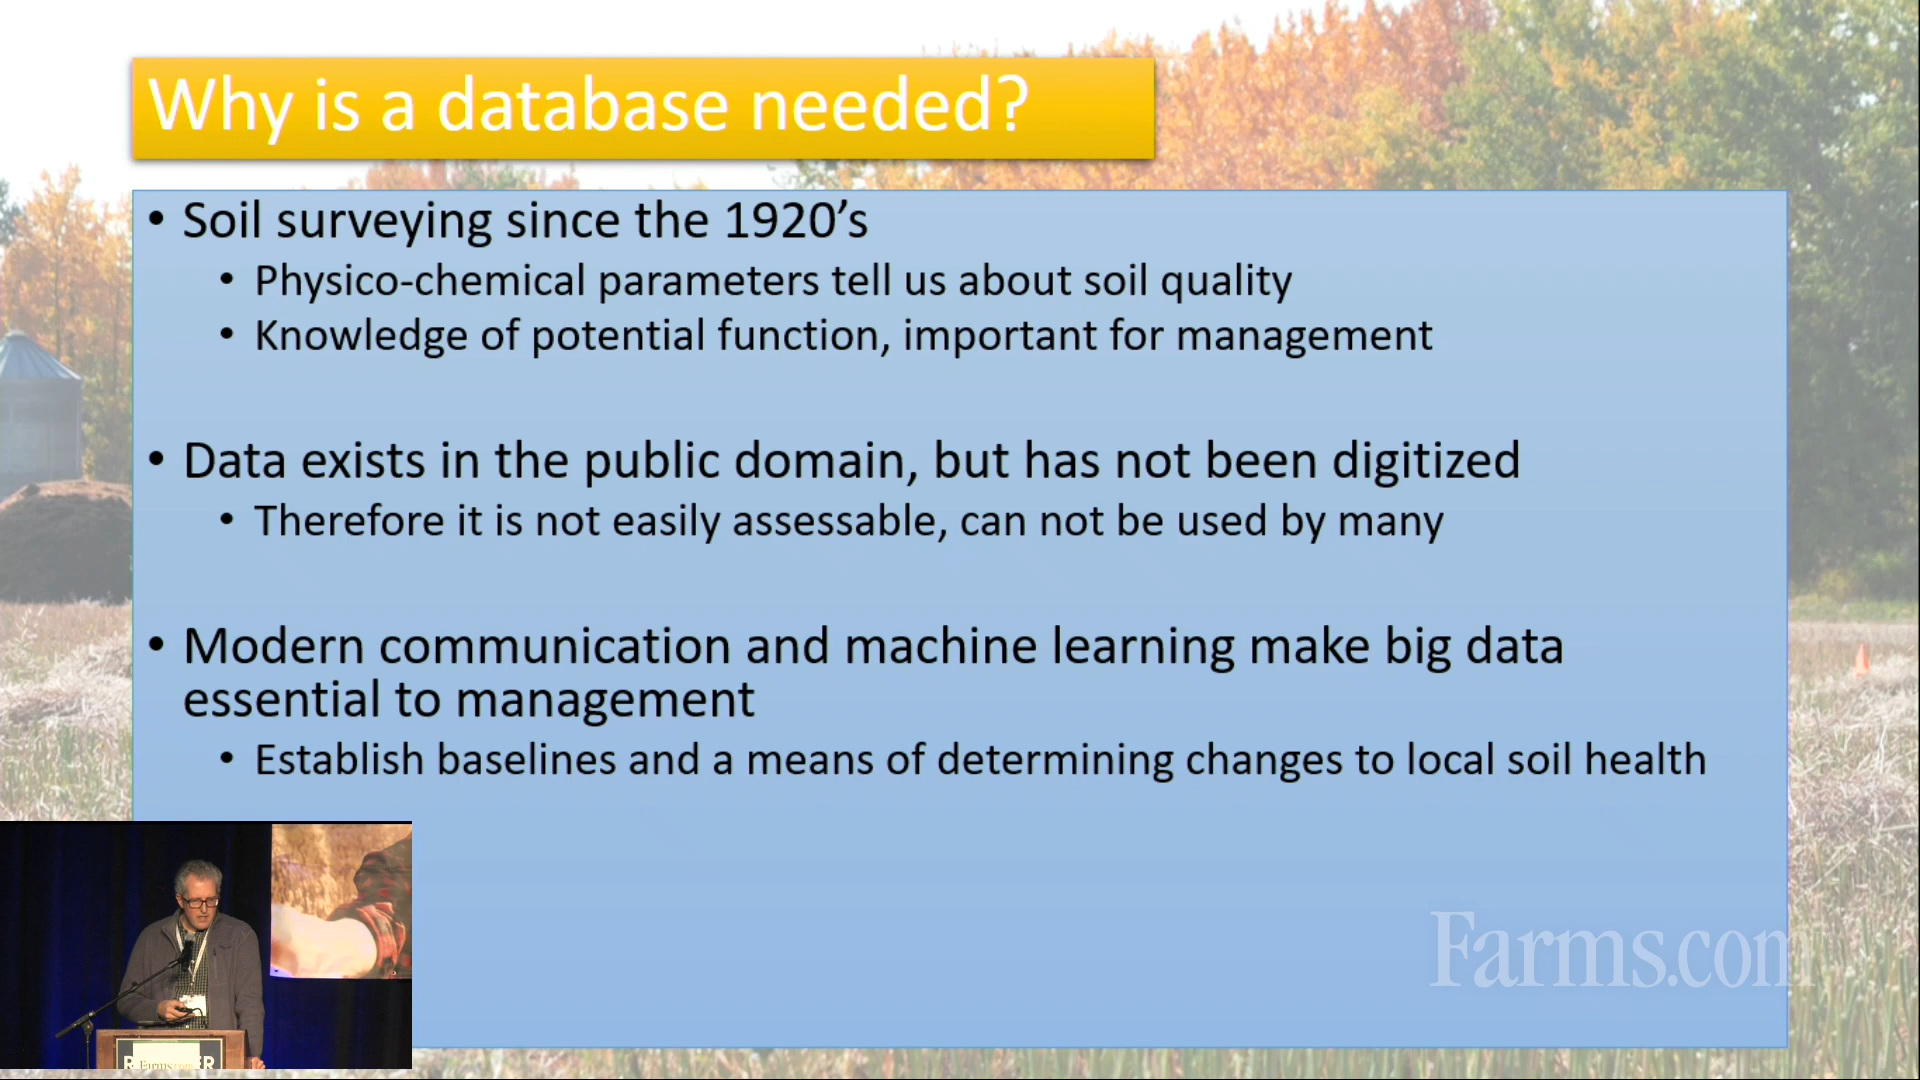 Why is a database needed?
• Soil surveying since the 1920’s
• Physico-chemical parameters tell us about soil quality
• Knowledge of potential function, important for management
• Data exists in the public domain, but has not been digitized
• Therefore it is not easily assessable, can not be used by many
• Modern communication and machine learning make big data
essential to management
• Establish baselines and a means of determining changes to local soil health
Farms.com